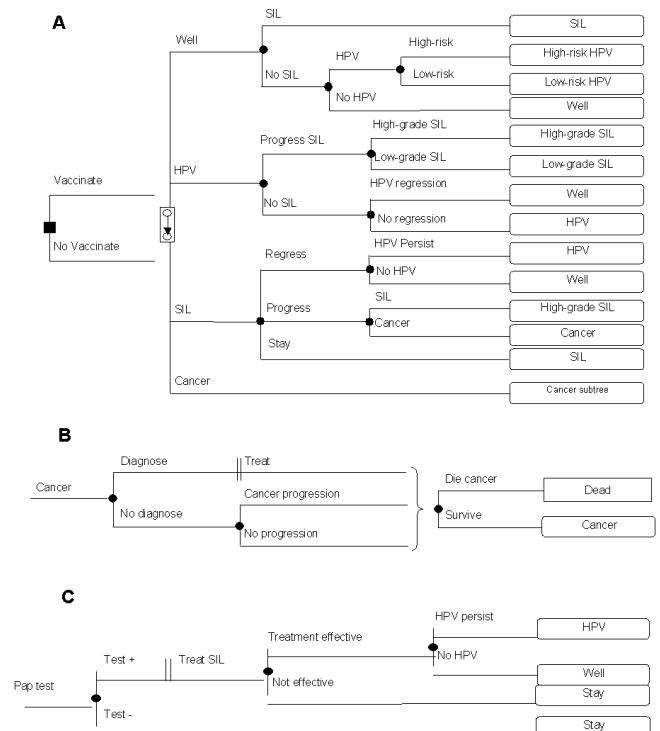 A
SIL
SIL
Well
High-risk
High-risk HPV
HPV
No SIL
Low-risk
Low-risk HPV
No HPV
Well
High-grade SIL
High-grade SIL
Progress SIL
Low-grade SIL
Low-grade SIL
Vaccinate
HPV
HPV regression
Well
No SIL
No regression
HPV
No Vaccinate
HPV Persist
HPV
Regress
No HPV
Well
SIL
SIL
Progress
High-grade SIL
Cancer
Cancer
Stay
SIL
Cancer
Cancer subtree
B
Diagnose
Treat
Cancer
Die cancer
Dead
Cancer progression
No diagnose
Survive
Cancer
No progression
C
HPV persist
HPV
Treatment effective
Test +
Treat SIL
No HPV
Pap test
Not effective
Well
Stay
Test -
Stay